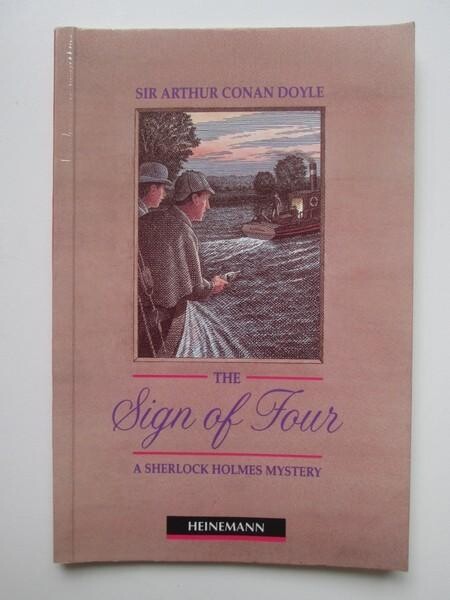 SIR ARTHUR CONAN DOYLE
THE
Sign of Four
A SHERLOCK HOLMES MYSTERY
HEINEMANN